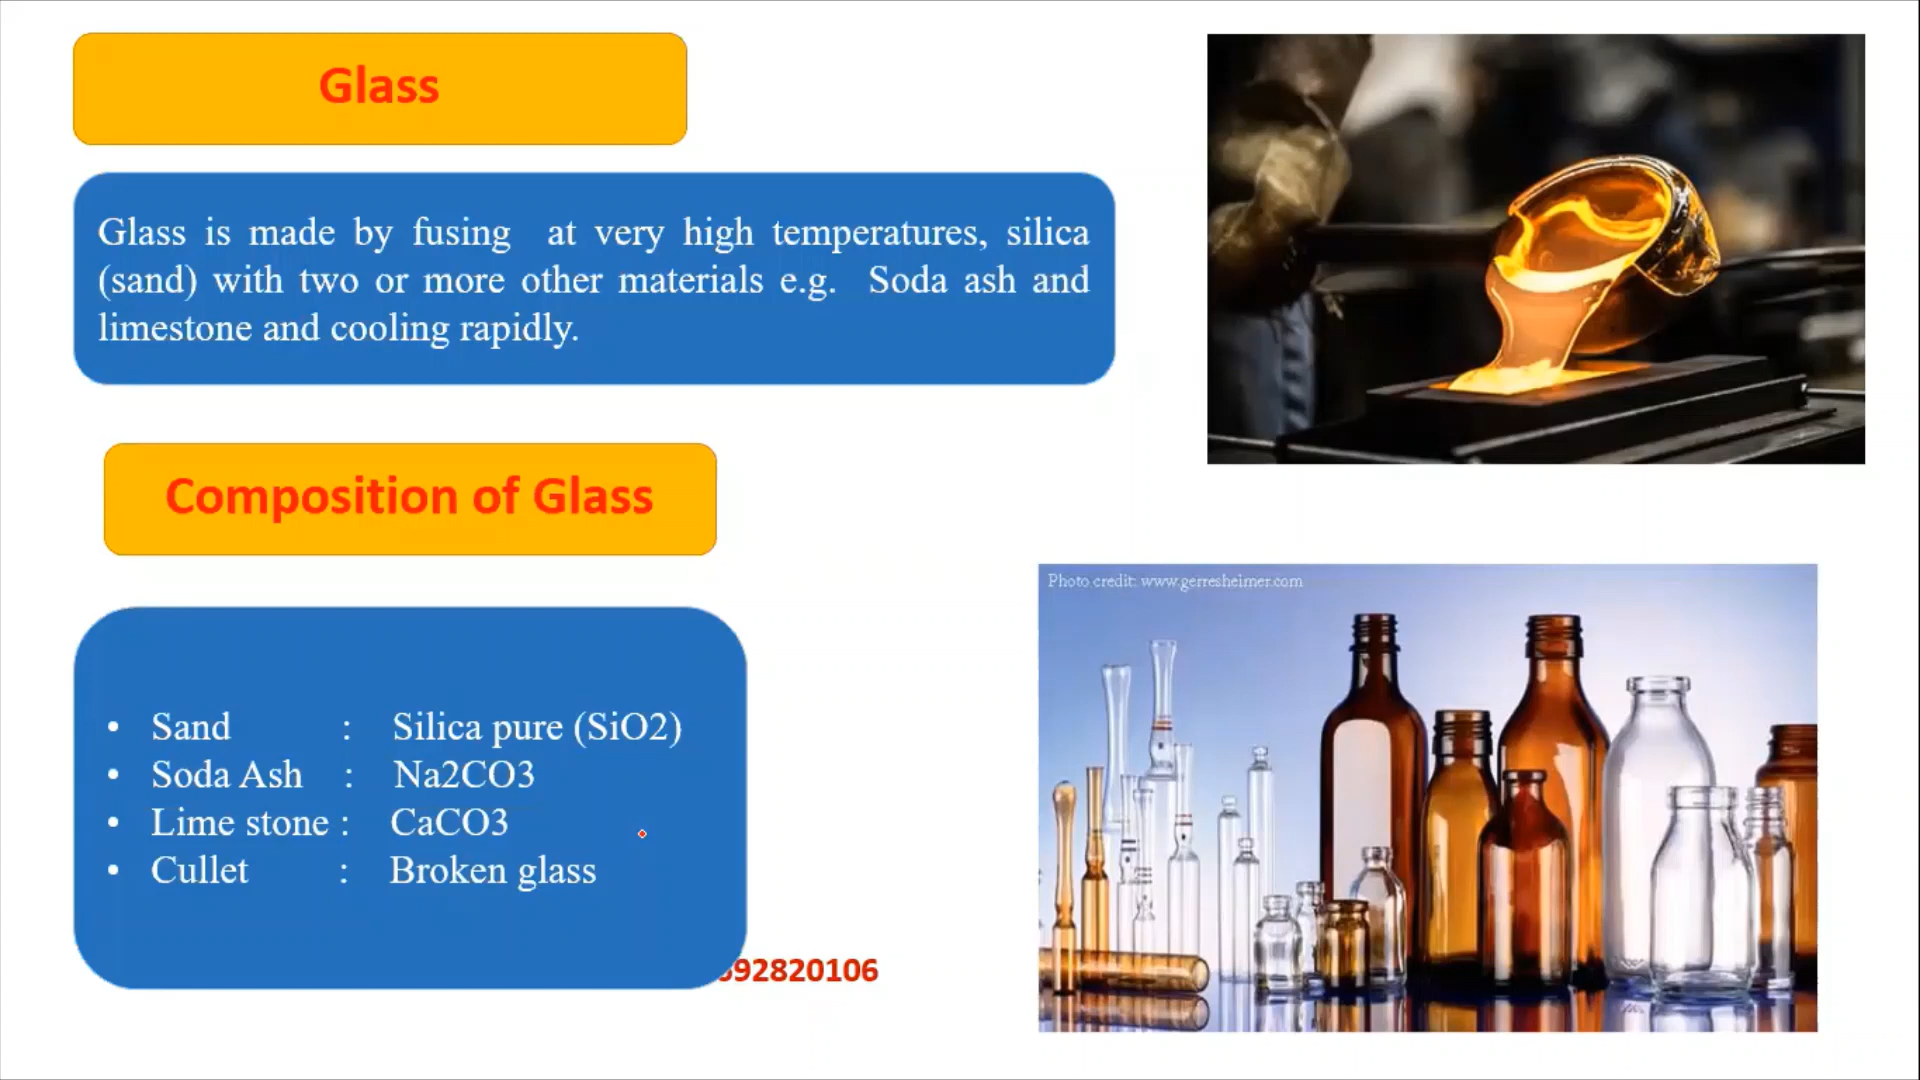 Glass
Glass is made by fusing at very high temperatures, silica
(sand) with two or more other materials e.g. Soda ash and
limestone and cooling rapidly.
Composition of Glass
Photo credit: www.gerresheimer.com
• Sand : Silica pure (SiO2)
• Soda Ash : Na2CO3
• Lime stone : CaCO3
• Cullet : Broken glass
92820106